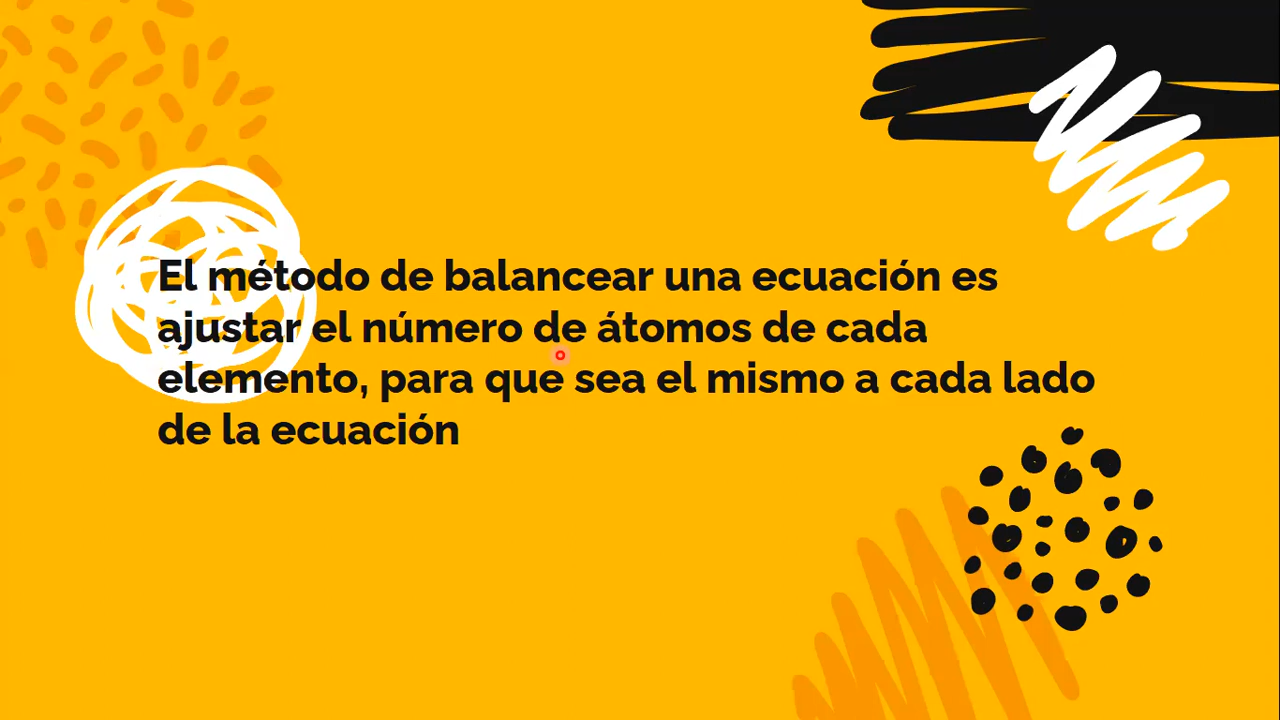 El método de balancear una ecuación es
ajustar el número de átomos de cada
elemento, para que sea el mismo a cada lado
de la ecuación